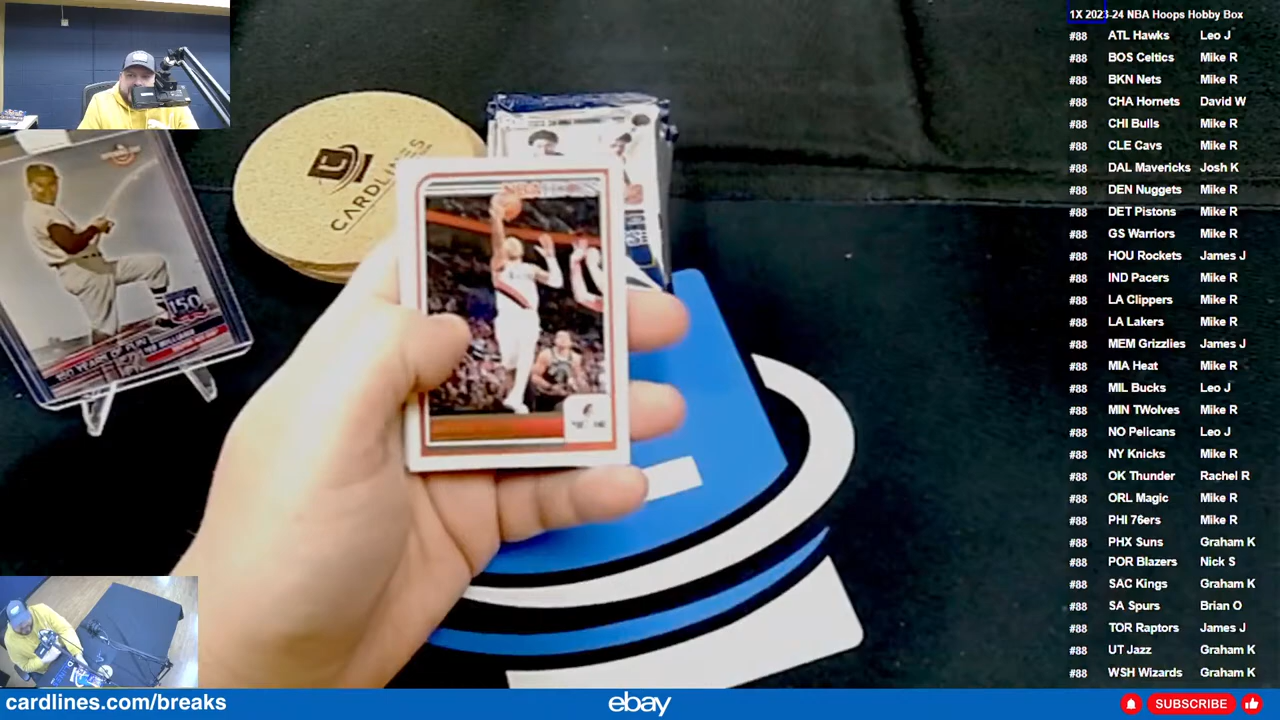 1X 2023-24 NBA Hoops Hobby Box
#88 ATL Hawks Leo J
#88 BOS Celtics Mike R
#88 BKN Nets Mike R
#88 CHA Hornets David W
#88 CHI Bulls Mike R
#88 CLE Cavs Mike R
#88 DAL Mavericks Josh K
#88 DEN Nuggets Mike R
#88 DET Pistons Mike R
#88 GS Warriors Mike R
#88 HOU Rockets James J
#88 IND Pacers Mike R
#88 LA Clippers Mike R
#88 LA Lakers Mike R
#88 MEM Grizzlies James J
#88 MIA Heat Mike R
#88 MIL Bucks Leo J
#88 MIN TWolves Mike R
#88 NO Pelicans Leo J
#88 NY Knicks Mike R
#88 OK Thunder Rachel R
#88 ORL Magic Mike R
#88 PHI 76ers Mike R
#88 PHX Suns Graham K
#88 POR Blazers Nick S
#88 SAC Kings Graham K
#88 SA Spurs Brian O
#88 TOR Raptors James J
#88 UT Jazz Graham K
#88 WSH Wizards Graham K
CARDLINES
150
150 YEARS OF FUN
TED WILLIAMS
cardlines.com/breaks
ebay
SUBSCRIBE